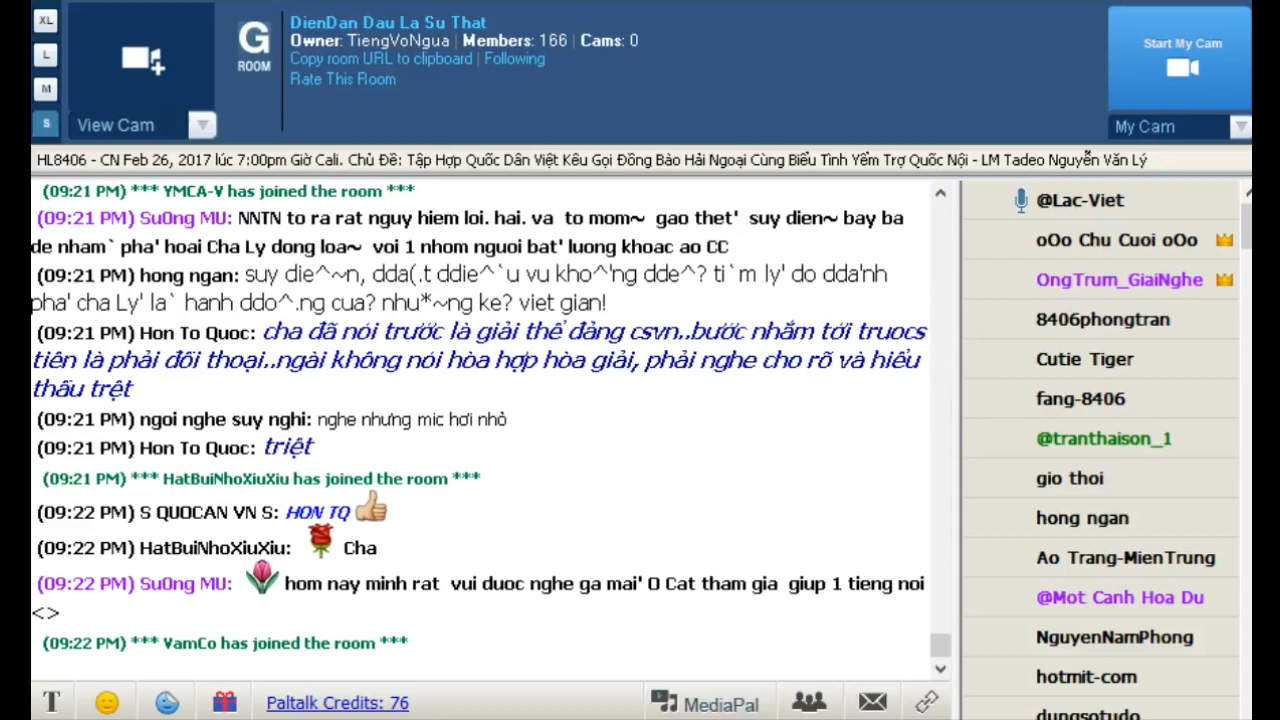 XL
L
M
S
View Cam
G
ROOM
DienDan Dau La Su That
Owner: TiengVoNgua | Members: 166 | Cams: 0
Copy room URL to clipboard | Following
Rate This Room
Start My Cam
My Cam
HL8406 - CN Feb 26, 2017 lúc 7:00pm Giờ Cali. Chủ Đề: Tập Hợp Quốc Dân Việt Kêu Gọi Đồng Bào Hải Ngoại Cùng Biểu Tình Yểm Trợ Quốc Nội - LM Tadeo Nguyễn Văn Lý
(09:21 PM) *** YMCA-V has joined the room ***
(09:21 PM) SuOng MU: NNTN to ra rat nguy hiem loi. hai. va to mom~ gao thet' suy dien~ bay ba
de nham` pha' hoai Cha Ly dong loa~ voi 1 nhom nguoi bat' luong khoac ao CC
(09:21 PM) hong ngan: suy die^~n, dda(.t ddie^`u vu kho^'ng dde^? ti`m ly' do dda'nh
pha' cha Ly' la` hanh ddo^.ng cua? nhu*~ng ke? viet gian!
(09:21 PM) Hon To Quoc: cha đã nói trước là giải thể đảng csvn..bước nhắm tới truocs
tiên là phải đối thoại..ngài không nói hòa hợp hòa giải, phải nghe cho rõ và hiểu
thấu trệt
(09:21 PM) ngoi nghe suy nghi: nghe nhưng mic hơi nhỏ
(09:21 PM) Hon To Quoc: triệt
(09:21 PM) *** HatBuiNhoXiuXiu has joined the room ***
(09:22 PM) S QUOCAN VN S: HON TQ
(09:22 PM) HatBuiNhoXiuXiu: Cha
(09:22 PM) SuOng MU: hom nay minh rat vui duoc nghe ga mai' O Cat tham gia giup 1 tieng noi
<>
(09:22 PM) *** VamCo has joined the room ***
@Lac-Viet
oOo Chu Cuoi oOo
OngTrum_GiaiNghe
8406phongtran
Cutie Tiger
fang-8406
@tranthaison_1
gio thoi
hong ngan
Ao Trang-MienTrung
@Mot Canh Hoa Du
NguyenNamPhong
hotmit-com
dungsotudo
T
Paltalk Credits: 76
MediaPal